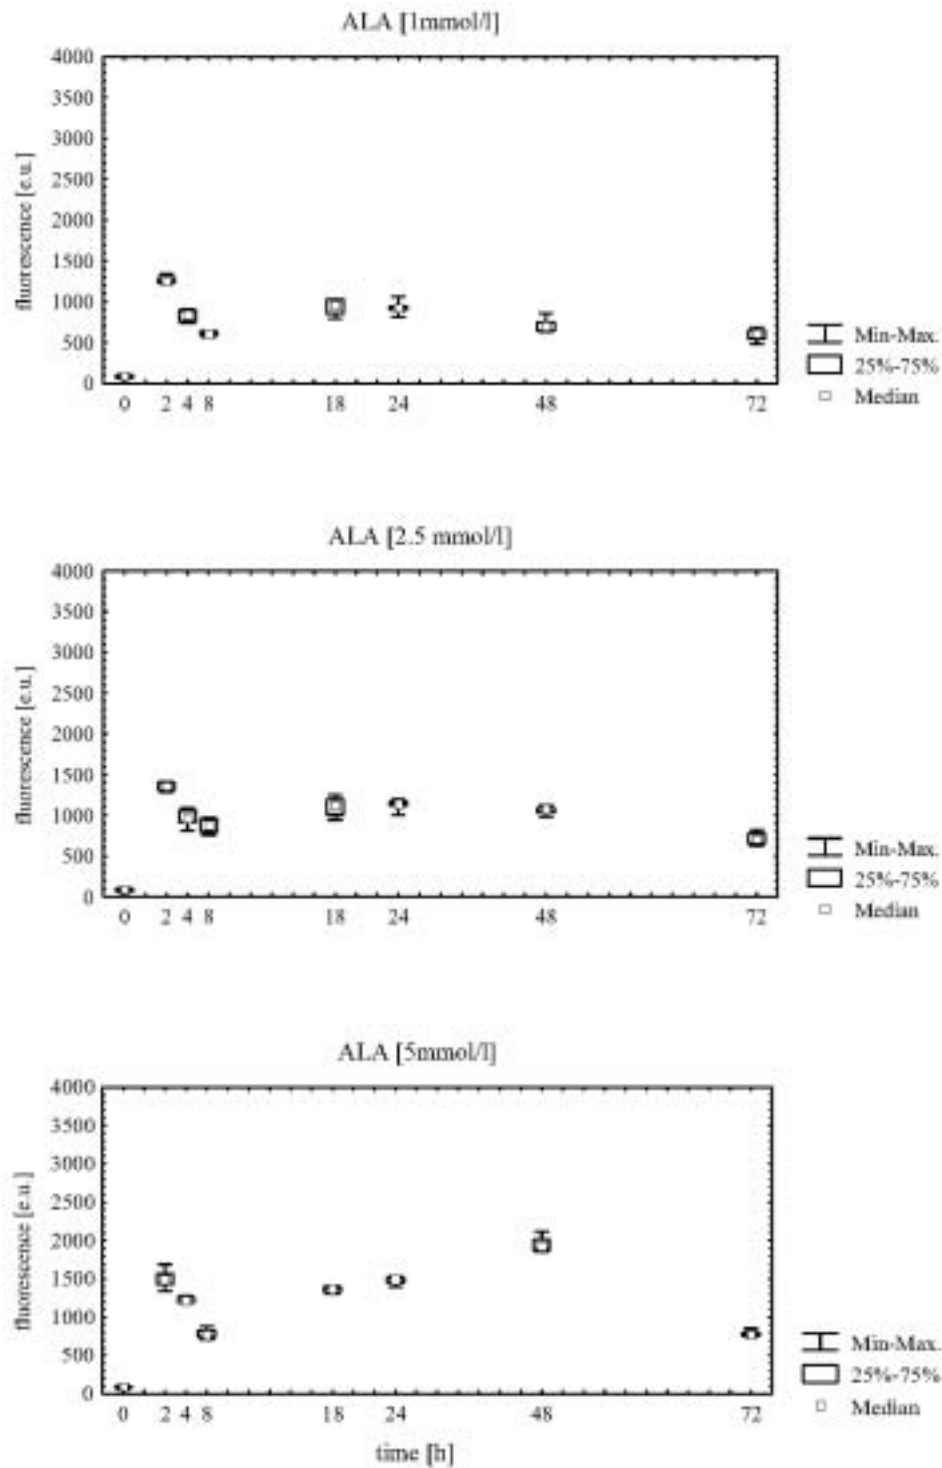 ALA [1mmol/l]
4000
3500
3000
2500
2000
1500
1000
500
0
fluorescence [e.u.]
0 2 4 8 18 24 48 72
Min-Max.
25%-75%
Median
ALA [2.5 mmol/l]
4000
3500
3000
2500
2000
1500
1000
500
0
fluorescence [e.u.]
0 2 4 8 18 24 48 72
Min-Max.
25%-75%
Median
ALA [5mmol/l]
4000
3500
3000
2500
2000
1500
1000
500
0
fluorescence [e.u.]
0 2 4 8 18 24 48 72
Min-Max.
25%-75%
Median
time [h]